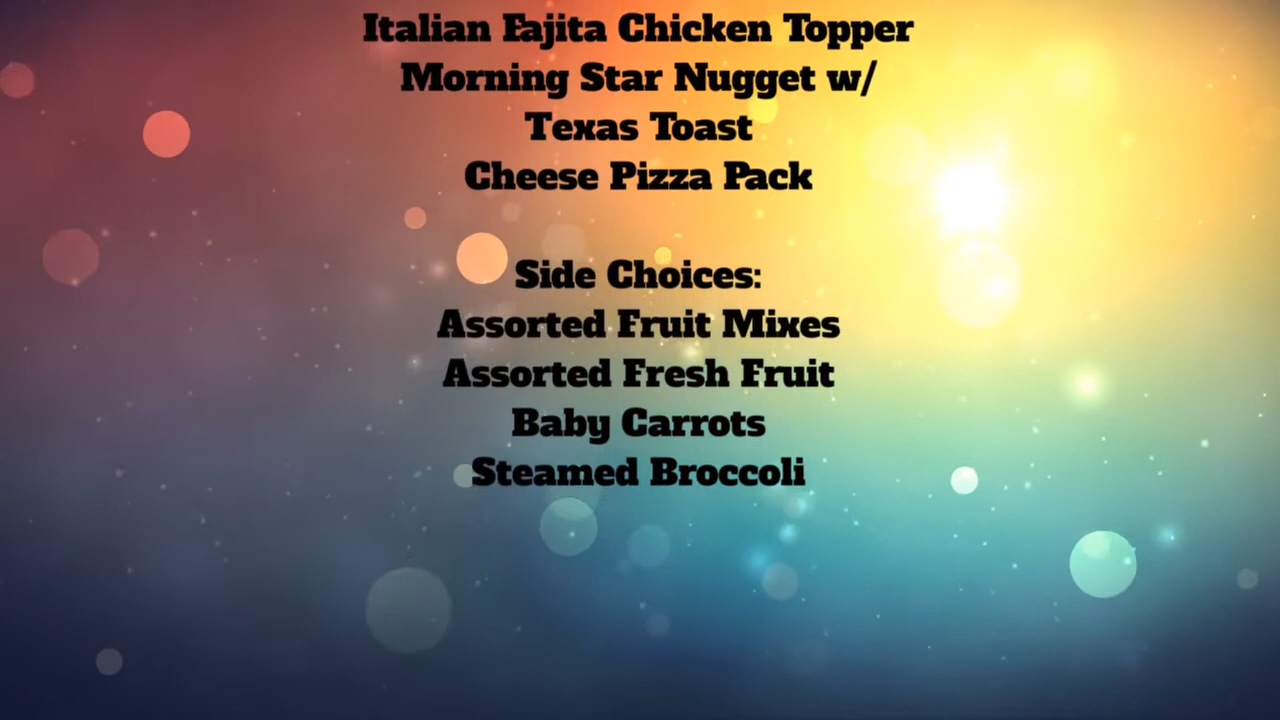 Italian Fajita Chicken Topper
Morning Star Nugget w/
Texas Toast
Cheese Pizza Pack
Side Choices:
Assorted Fruit Mixes
Assorted Fresh Fruit
Baby Carrots
Steamed Broccoli